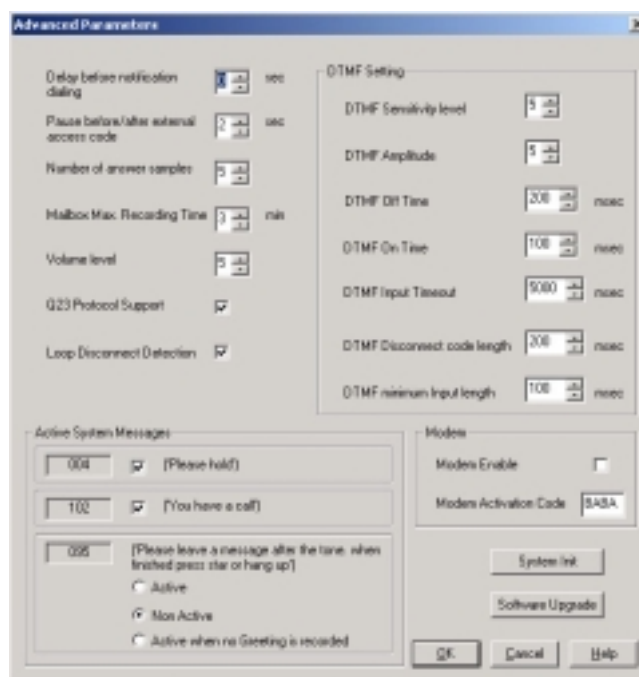 Advanced Parameters
Delay before notification dialing
0 sec
Pause before/after external access code
2 sec
Number of answer samples
5
Mailbox Max. Recording Time
3 min
Volume level
5
Q23 Protocol Support
Loop Disconnect Detection
DTMF Setting
DTMF Sensitivity level
5
DTMF Amplitude
5
DTMF Off Time
200 msec
DTMF On Time
100 msec
DTMF Input Timeout
5000 msec
DTMF Disconnect code length
200 msec
DTMF minimum Input length
100 msec
Active System Messages
004 ('Please hold')
102 ('You have a call')
095 ('Please leave a message after the tone. when
finished press star or hang up')
Active
Non Active
Active when no Greeting is recorded
Modem
Modem Enable
Modem Activation Code BABA
System Init
Software Upgrade
OK Cancel Help